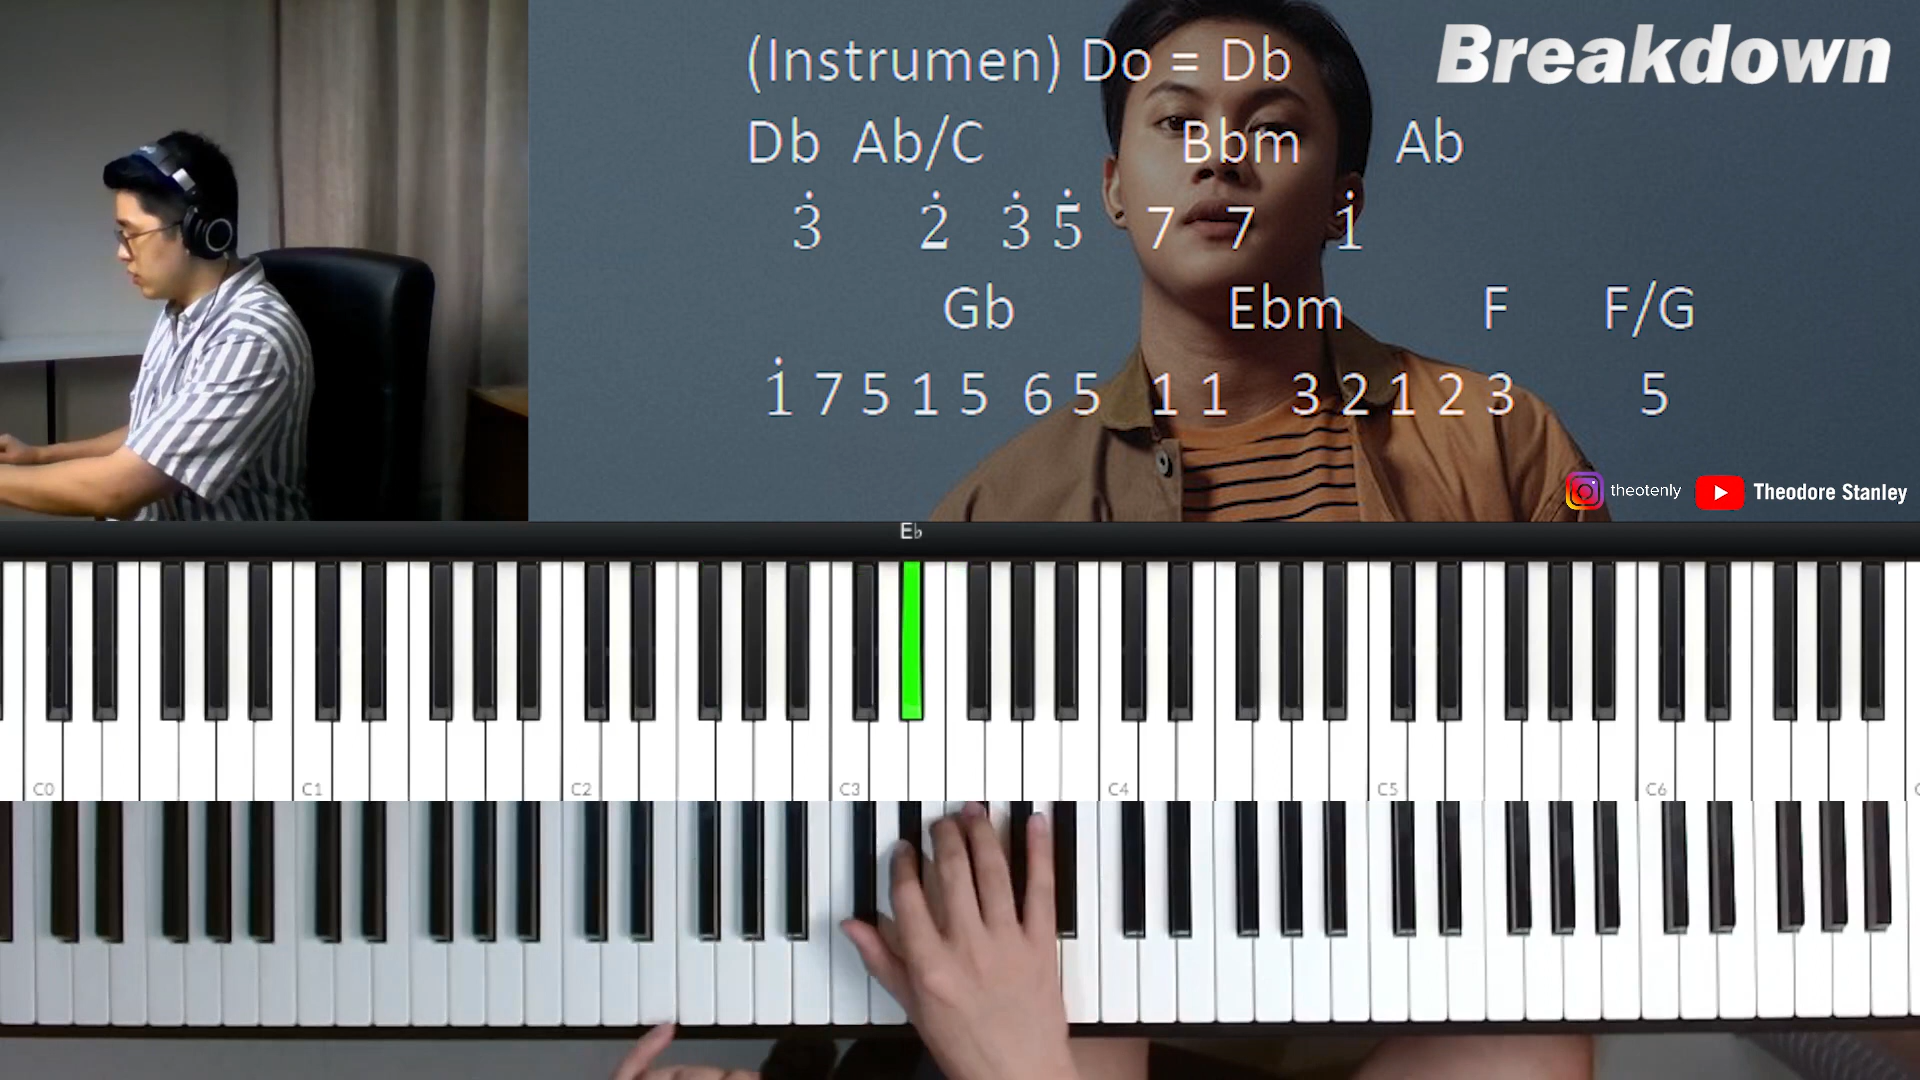 (Instrumen) Do = Db
Breakdown
Db Ab/C Bbm Ab
3̇ 2̇ 3̇ 5̇ 7 7 1̇
Gb Ebm F F/G
1̇ 7 5 1 5 6 5 1 1 3 2 1 2 3 5
theotenly
Theodore Stanley
E♭
C0 C1 C2 C3 C4 C5 C6